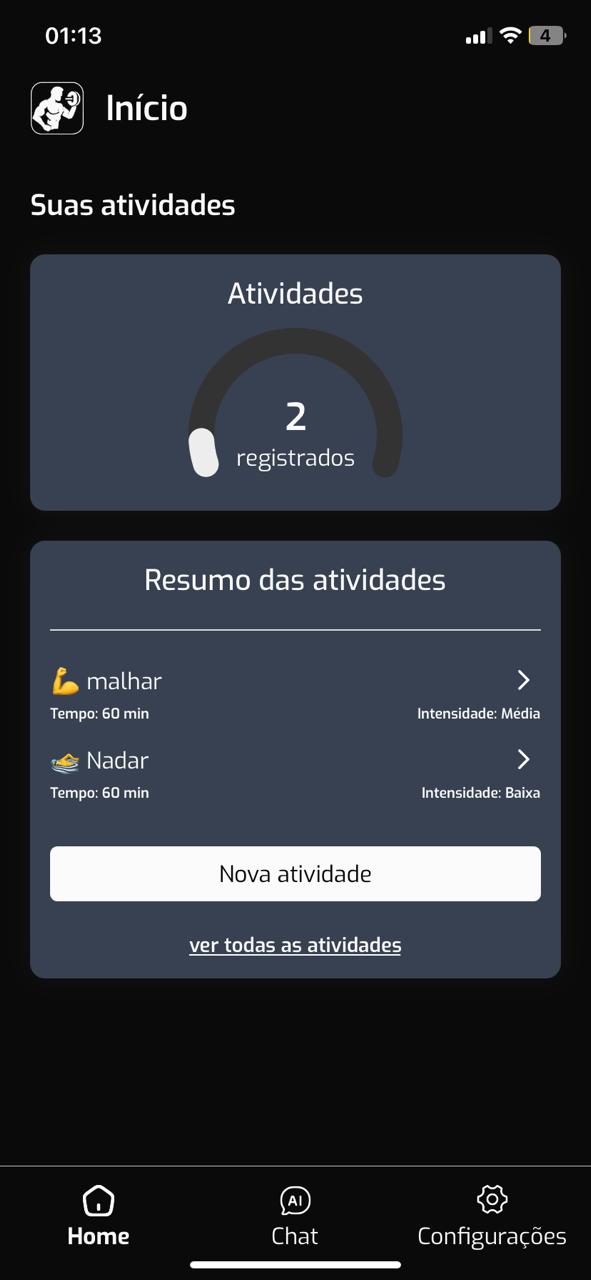 01:13
4
Início
Suas atividades
Atividades
2
registrados
Resumo das atividades
💪 malhar
Tempo: 60 min
Intensidade: Média
🏊 Nadar
Tempo: 60 min
Intensidade: Baixa
Nova atividade
ver todas as atividades
AI
Home
Chat
Configurações